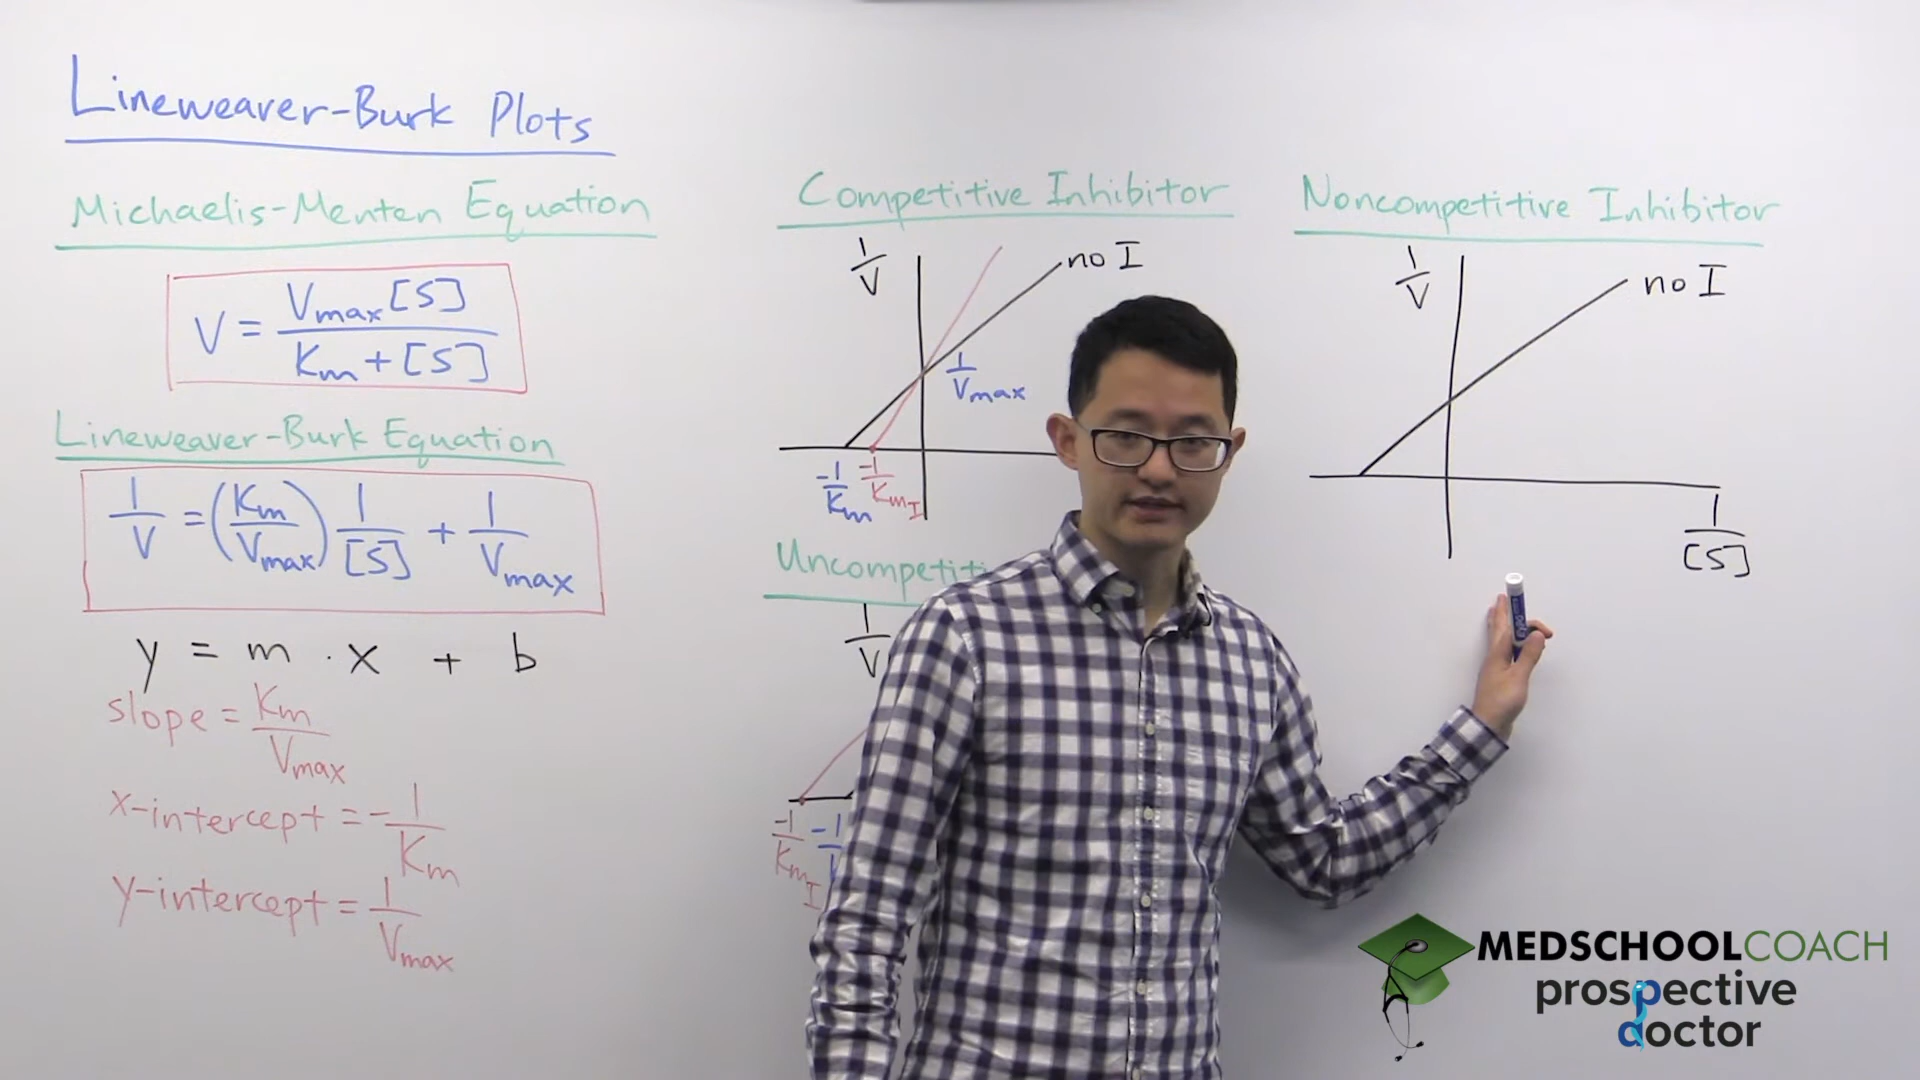 Lineweaver-Burk Plots
Michaelis-Menten Equation
V = Vmax[S] / Km + [S]
Lineweaver-Burk Equation
1/V = (Km/Vmax) 1/[S] + 1/Vmax
y = m · x + b
slope = Km/Vmax
x-intercept = -1/Km
y-intercept = 1/Vmax
Competitive Inhibitor
1/V
no I
1/Vmax
-1/Km
-1/KmI
1/V
-1/KmI
Noncompetitive Inhibitor
1/V
no I
1/[S]
MEDSCHOOLCOACH
prospective
doctor